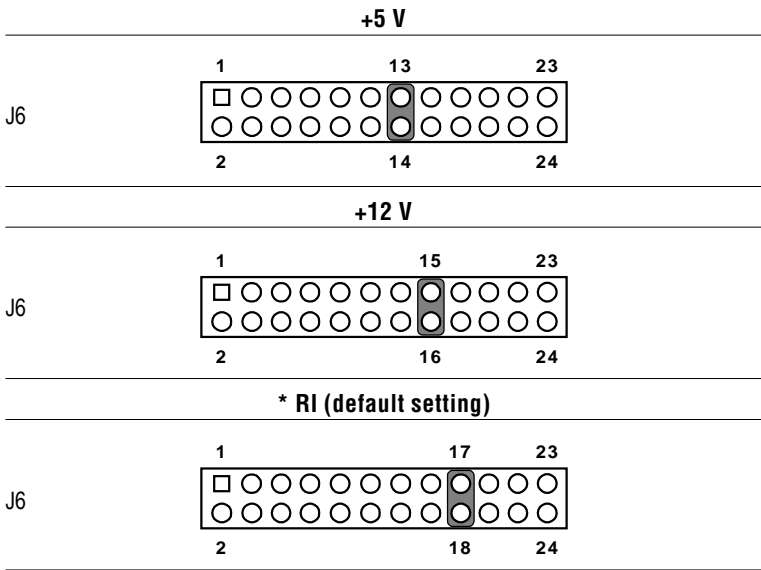 +5 V
1 13 23
J6
2 14 24
+12 V
1 15 23
J6
2 16 24
* RI (default setting)
1 17 23
J6
2 18 24